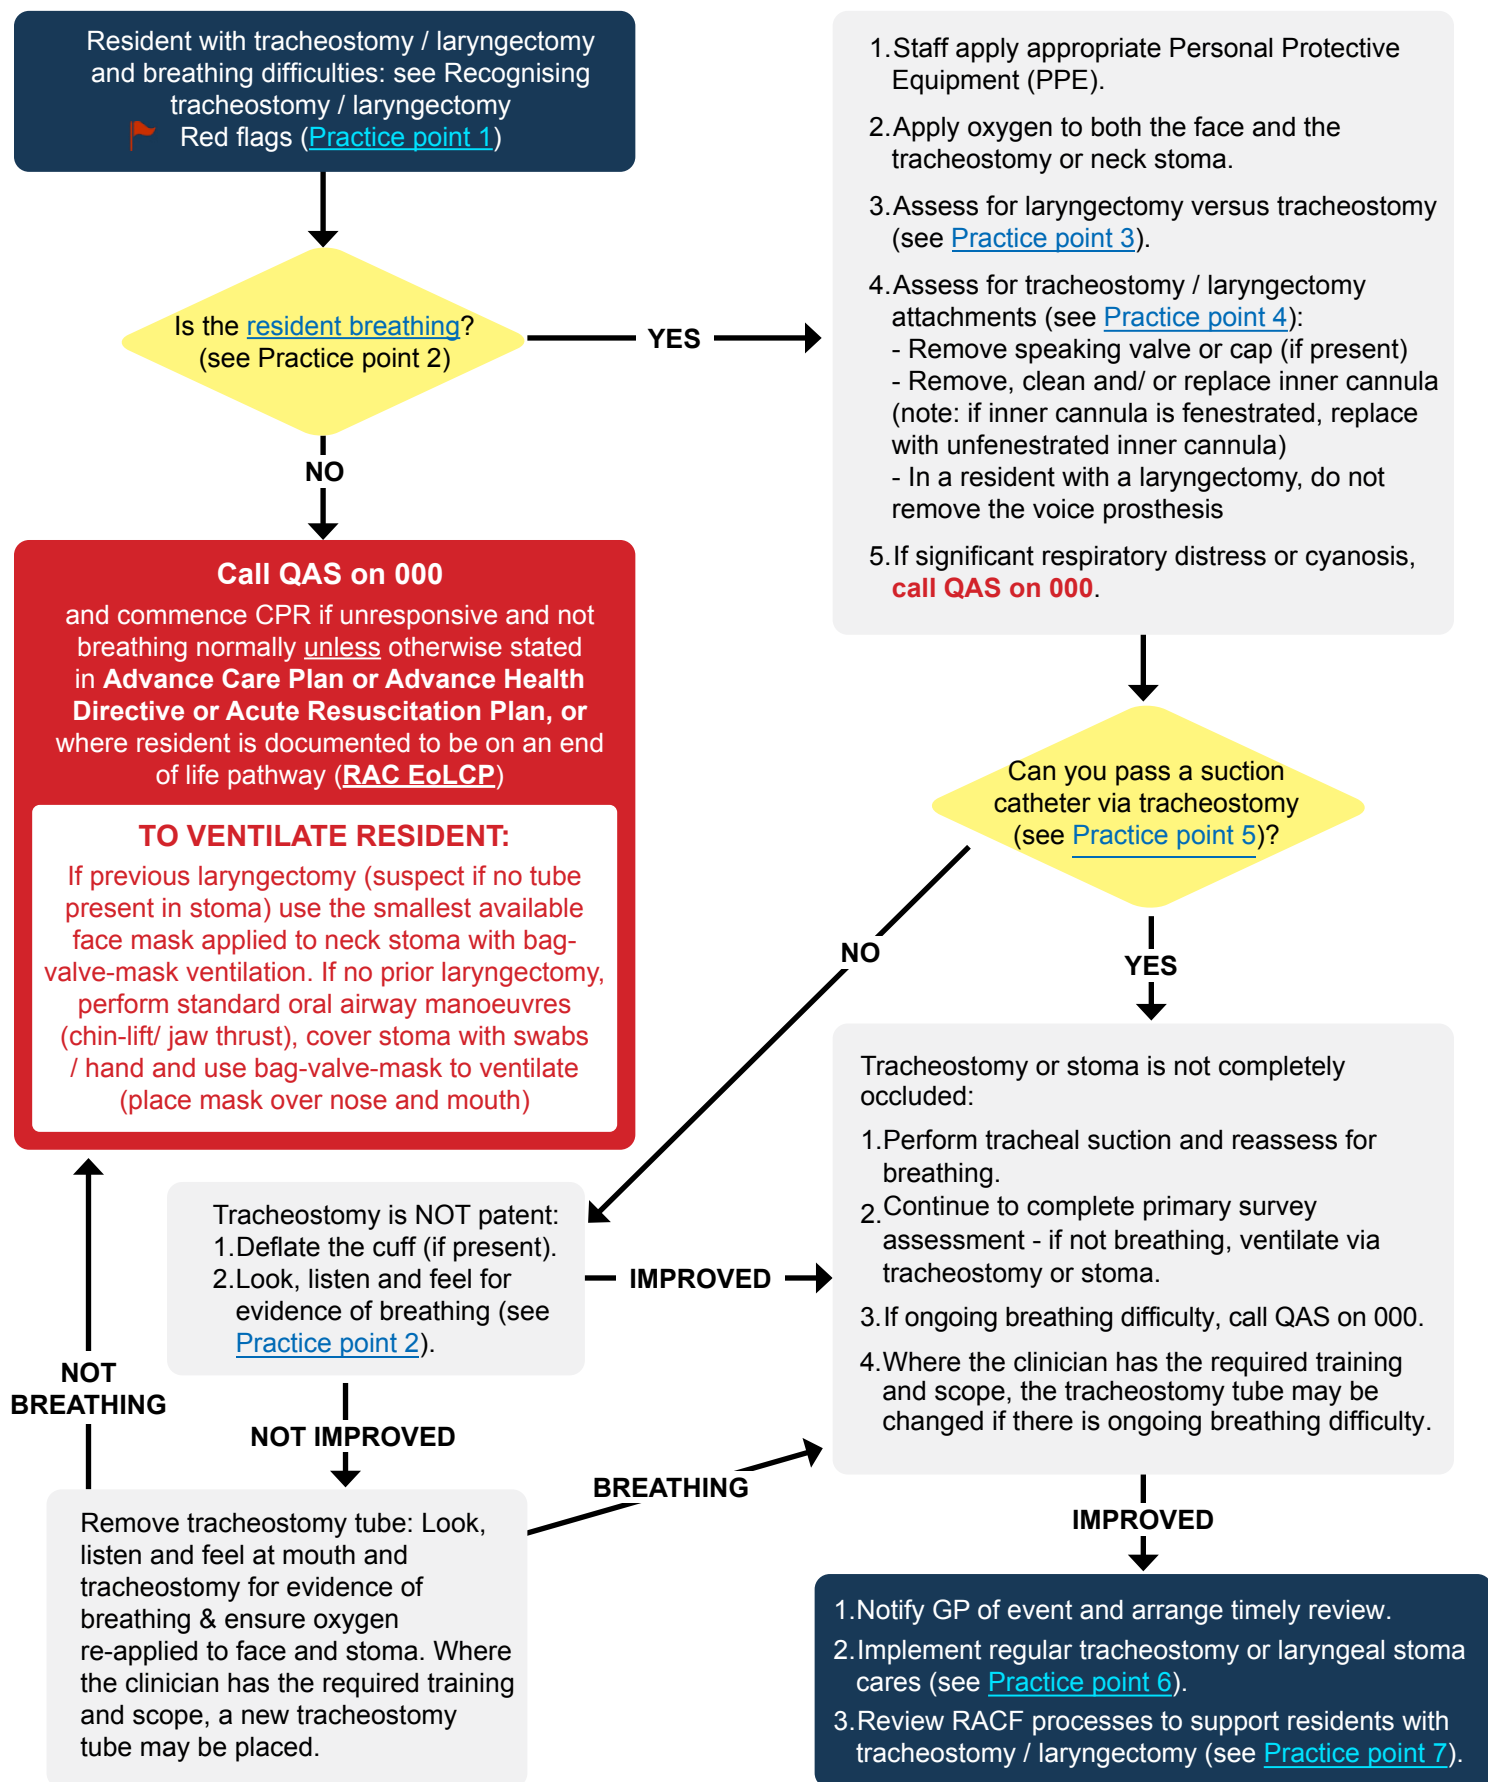 Resident with tracheostomy / laryngectomy
and breathing difficulties: see Recognising
tracheostomy / laryngectomy
Red flags (Practice point 1)
Is the resident breathing?
(see Practice point 2)
YES
NO
1.Staff apply appropriate Personal Protective
Equipment (PPE).
2.Apply oxygen to both the face and the
tracheostomy or neck stoma.
3.Assess for laryngectomy versus tracheostomy
(see Practice point 3).
4.Assess for tracheostomy / laryngectomy
attachments (see Practice point 4):
- Remove speaking valve or cap (if present)
- Remove, clean and/ or replace inner cannula
(note: if inner cannula is fenestrated, replace
with unfenestrated inner cannula)
- In a resident with a laryngectomy, do not
remove the voice prosthesis
5.If significant respiratory distress or cyanosis,
call QAS on 000.
Call QAS on 000
and commence CPR if unresponsive and not
breathing normally unless otherwise stated
in Advance Care Plan or Advance Health
Directive or Acute Resuscitation Plan, or
where resident is documented to be on an end
of life pathway (RAC EoLCP)
TO VENTILATE RESIDENT:
If previous laryngectomy (suspect if no tube
present in stoma) use the smallest available
face mask applied to neck stoma with bag-
valve-mask ventilation. If no prior laryngectomy,
perform standard oral airway manoeuvres
(chin-lift/ jaw thrust), cover stoma with swabs
/ hand and use bag-valve-mask to ventilate
(place mask over nose and mouth)
Can you pass a suction
catheter via tracheostomy
(see Practice point 5)?
NO
YES
Tracheostomy is NOT patent:
1.Deflate the cuff (if present).
2.Look, listen and feel for
evidence of breathing (see
Practice point 2).
IMPROVED
Tracheostomy or stoma is not completely
occluded:
1.Perform tracheal suction and reassess for
breathing.
2.Continue to complete primary survey
assessment - if not breathing, ventilate via
tracheostomy or stoma.
3.If ongoing breathing difficulty, call QAS on 000.
4.Where the clinician has the required training
and scope, the tracheostomy tube may be
changed if there is ongoing breathing difficulty.
NOT
BREATHING
NOT IMPROVED
BREATHING
IMPROVED
Remove tracheostomy tube: Look,
listen and feel at mouth and
tracheostomy for evidence of
breathing & ensure oxygen
re-applied to face and stoma. Where
the clinician has the required training
and scope, a new tracheostomy
tube may be placed.
1.Notify GP of event and arrange timely review.
2.Implement regular tracheostomy or laryngeal stoma
cares (see Practice point 6).
3.Review RACF processes to support residents with
tracheostomy / laryngectomy (see Practice point 7).